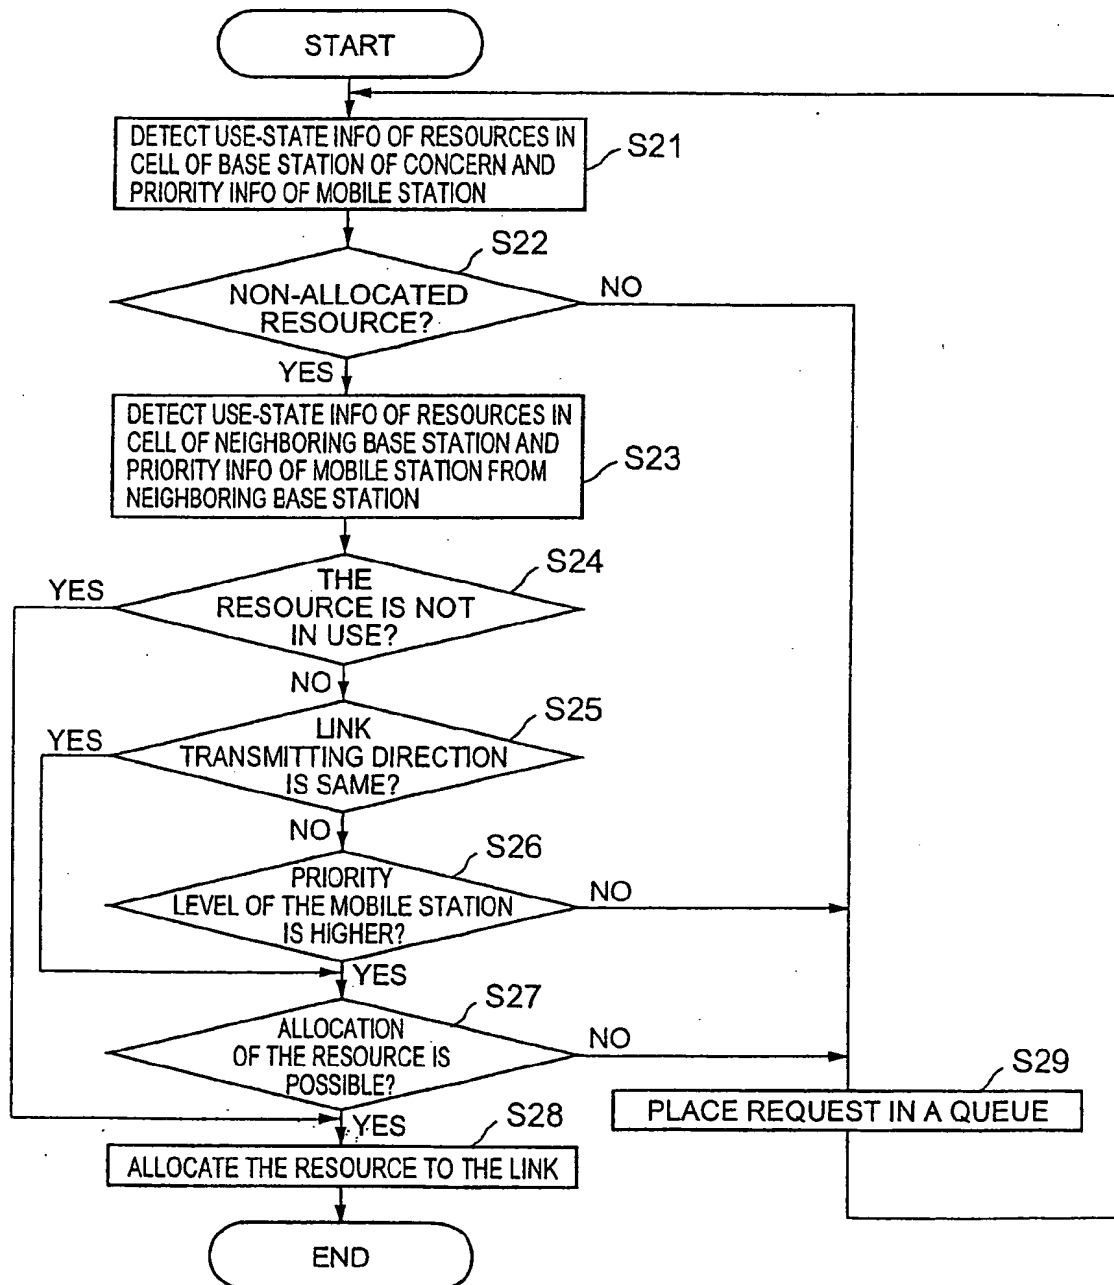 START
DETECT USE-STATE INFO OF RESOURCES IN
CELL OF BASE STATION OF CONCERN AND
PRIORITY INFO OF MOBILE STATION
S21
S22
NON-ALLOCATED
RESOURCE?
NO
YES
DETECT USE-STATE INFO OF RESOURCES IN
CELL OF NEIGHBORING BASE STATION AND
PRIORITY INFO OF MOBILE STATION FROM
NEIGHBORING BASE STATION
S23
S24
YES
THE
RESOURCE IS NOT
IN USE?
NO
S25
YES
LINK
TRANSMITTING DIRECTION
IS SAME?
NO
S26
PRIORITY
LEVEL OF THE MOBILE STATION
IS HIGHER?
NO
YES
S27
ALLOCATION
OF THE RESOURCE IS
POSSIBLE?
NO
YES
S29
PLACE REQUEST IN A QUEUE
S28
ALLOCATE THE RESOURCE TO THE LINK
END